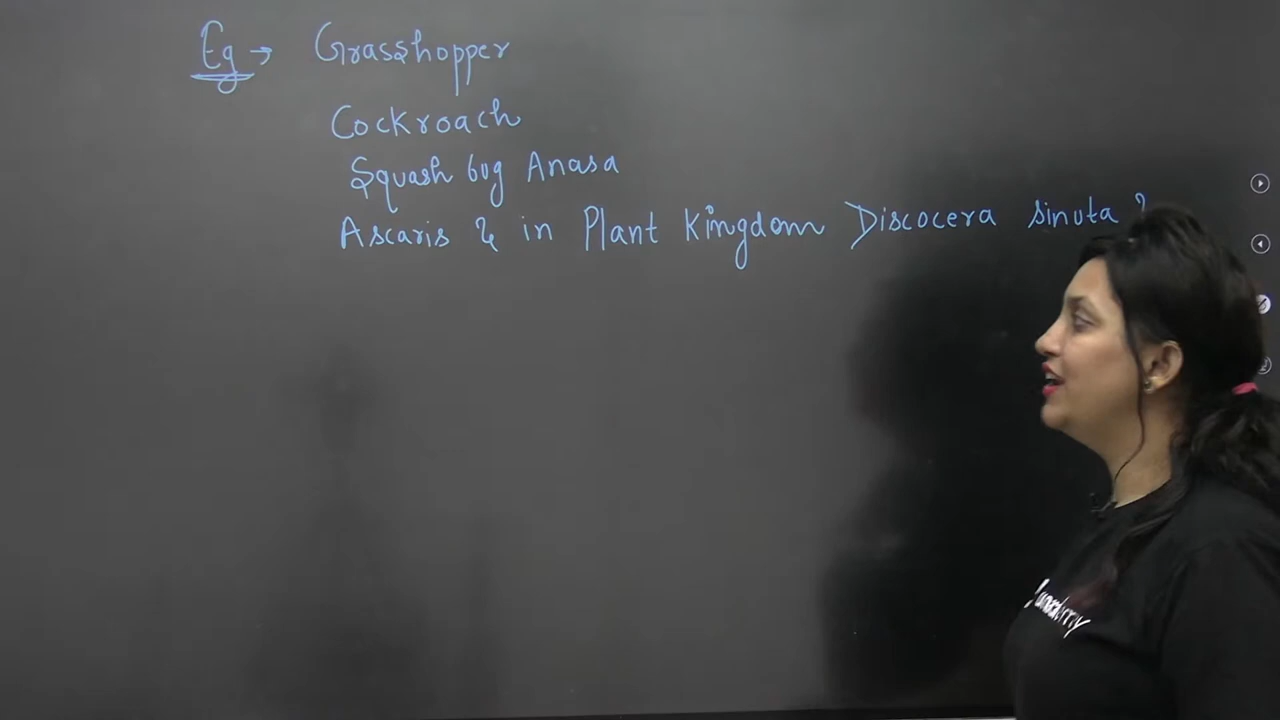 Eg → Grasshopper
Cockroach
Squash bug Anasa
Ascaris & in Plant Kingdom Discocera sinuta